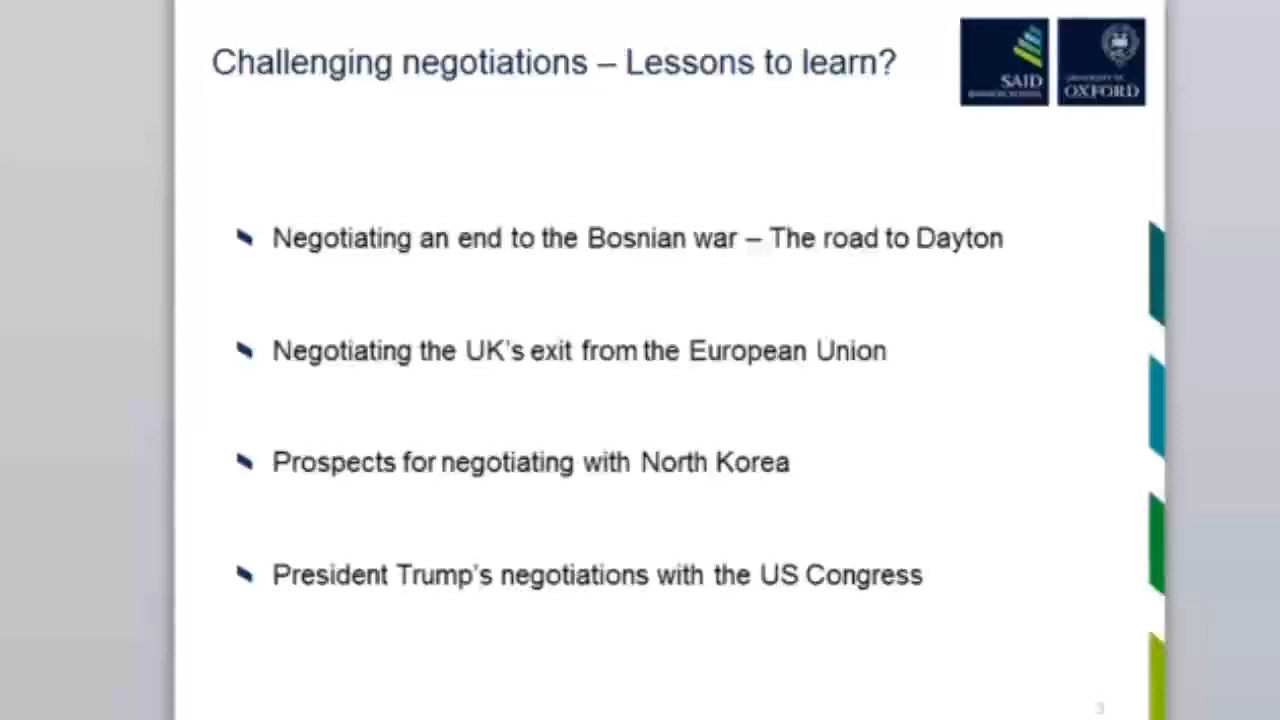 Challenging negotiations – Lessons to learn?
SAID
BUSINESS SCHOOL
UNIVERSITY OF
OXFORD
Negotiating an end to the Bosnian war – The road to Dayton
Negotiating the UK's exit from the European Union
Prospects for negotiating with North Korea
President Trump's negotiations with the US Congress
3